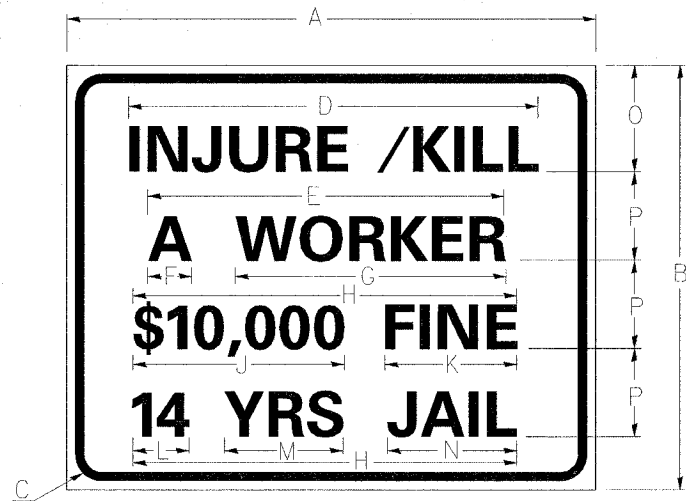 A
D
INJURE /KILL
O
E
P
A WORKER
B
F G
H
P
$10,000 FINE
J K
P
14 YRS JAIL
L M N
H
C